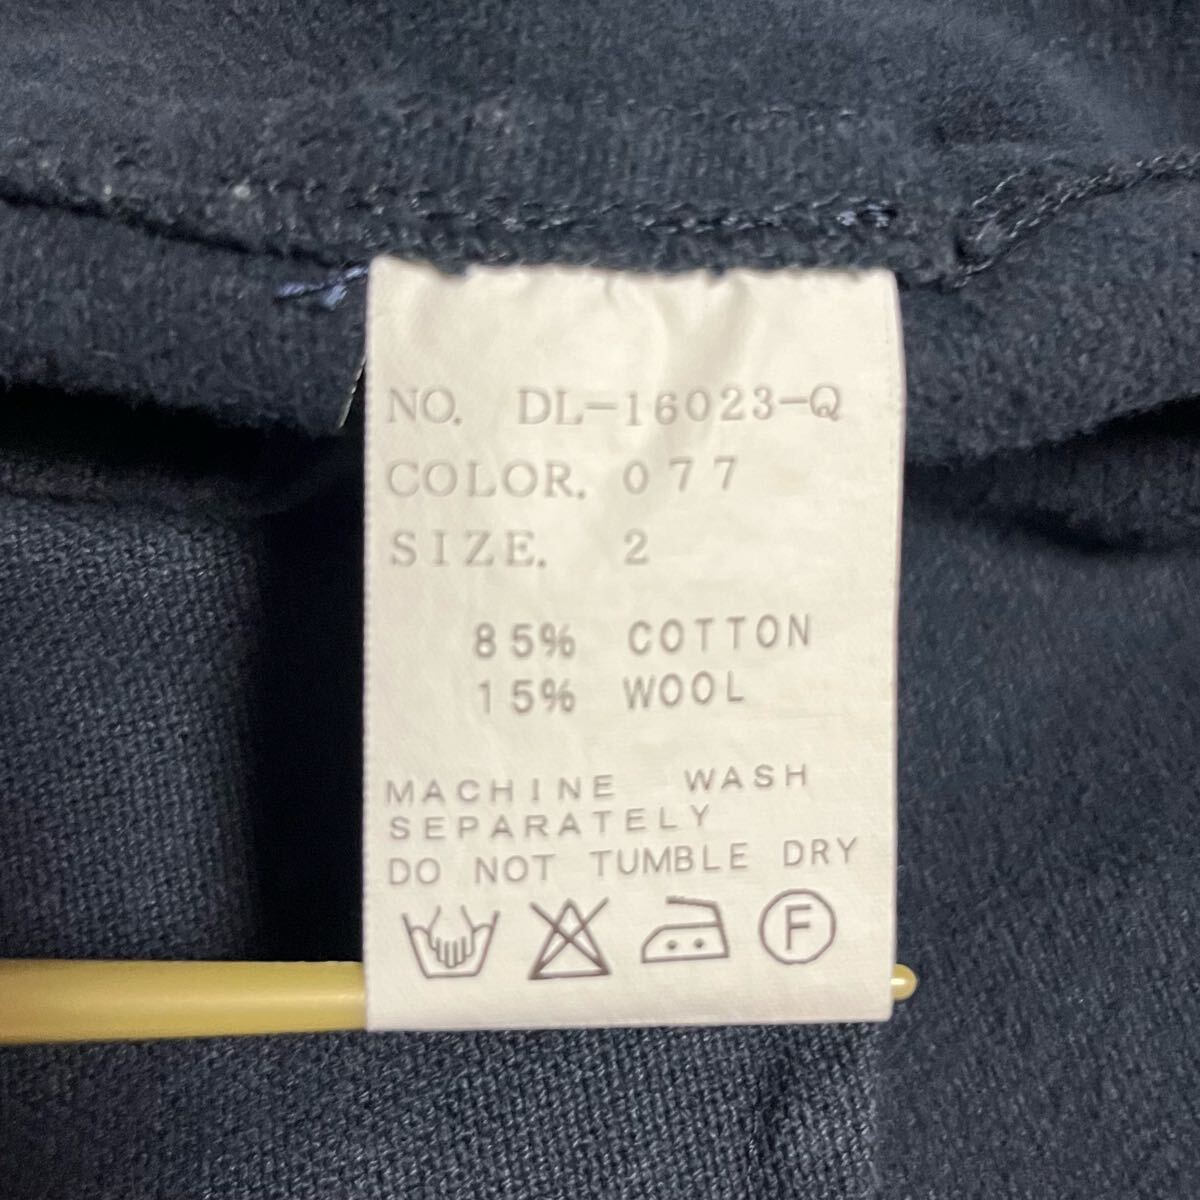 NO. DL-16023-Q
COLOR. 077
SIZE. 2
85% COTTON
15% WOOL
MACHINE WASH
SEPARATELY
DO NOT TUMBLE DRY
F